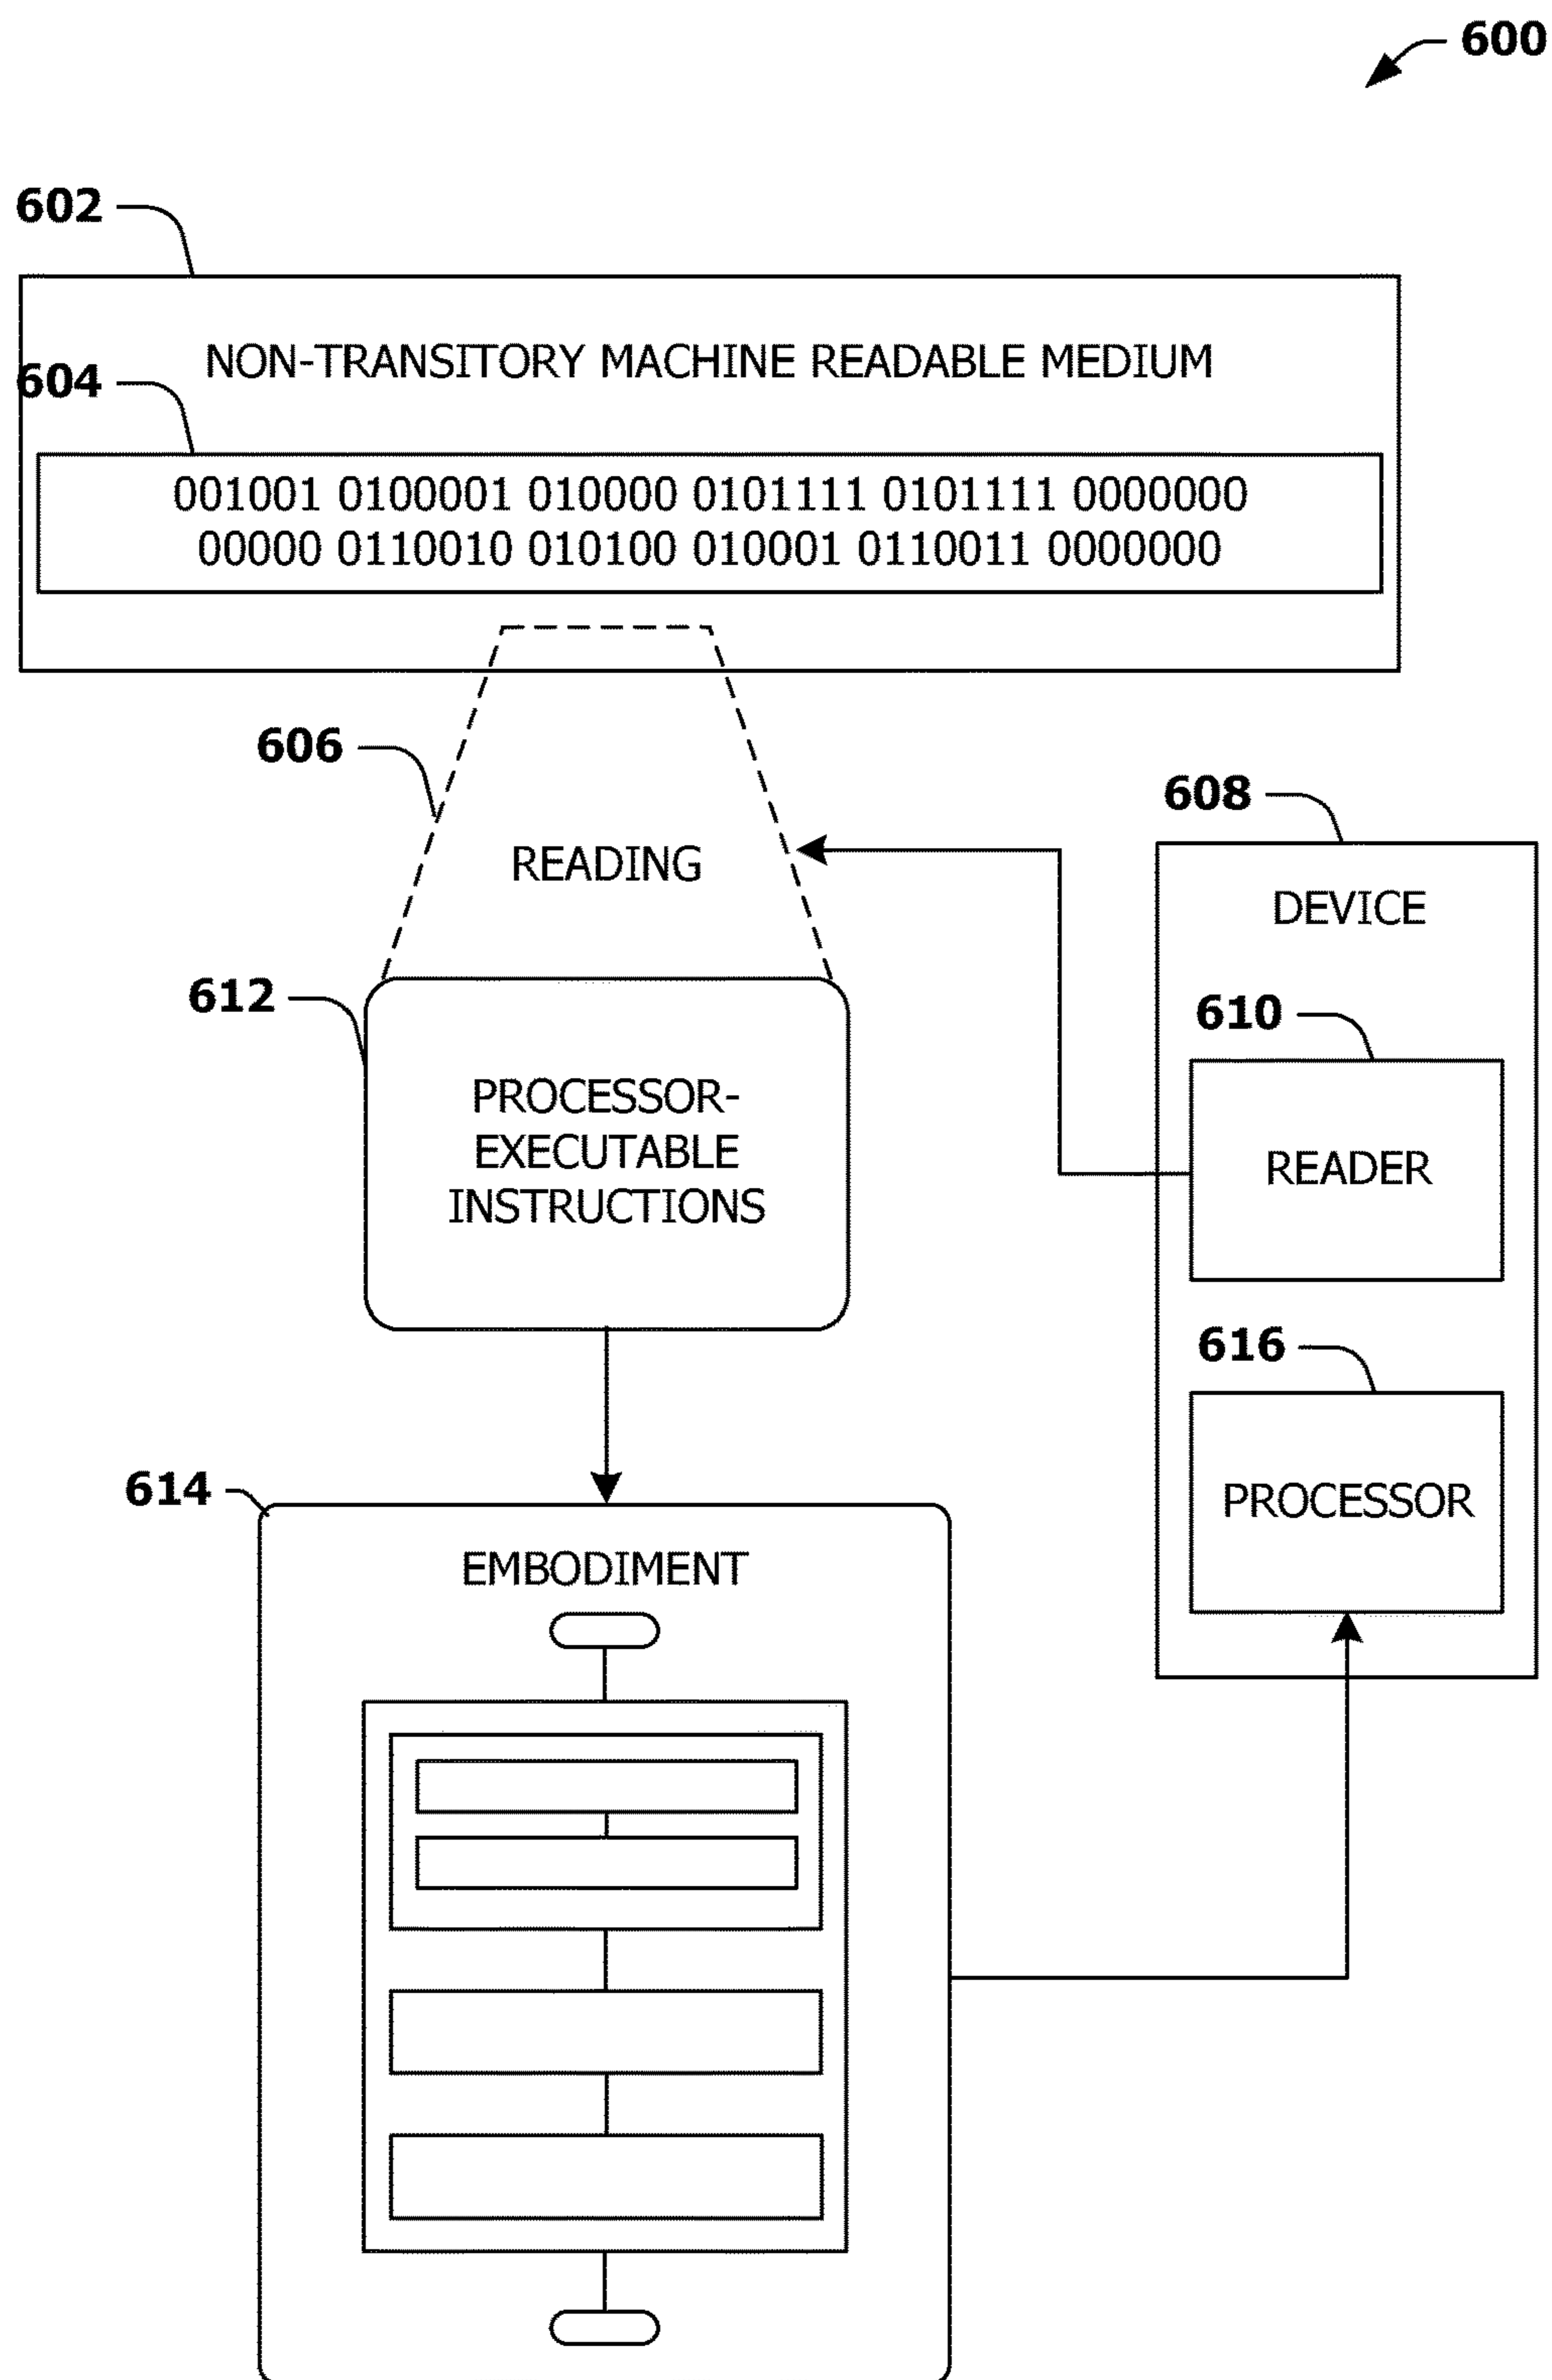 600
602
NON-TRANSITORY MACHINE READABLE MEDIUM
604
001001 0100001 010000 0101111 0101111 0000000
00000 0110010 010100 010001 0110011 0000000
606
READING
608
DEVICE
610
READER
612
PROCESSOR-
EXECUTABLE
INSTRUCTIONS
616
PROCESSOR
614
EMBODIMENT